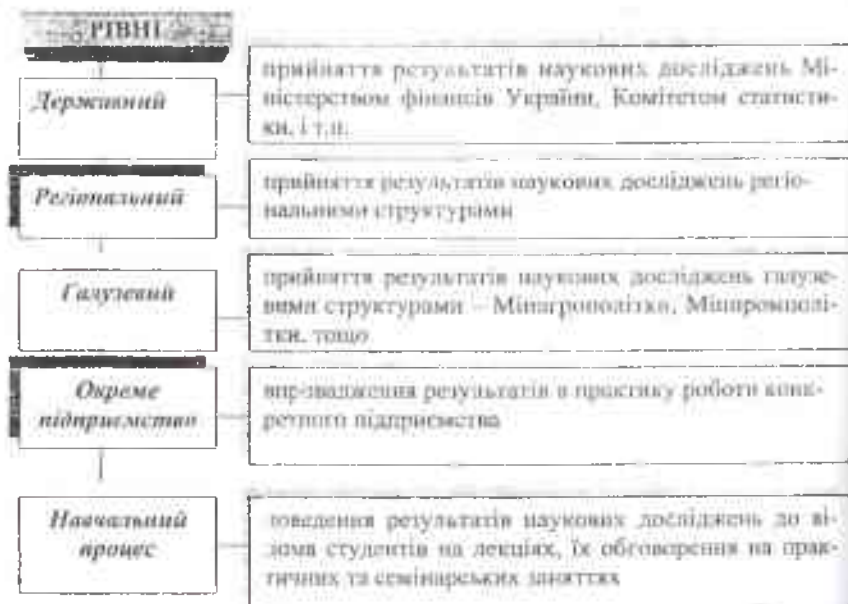 РІВНІ
Державний
прийняття результатів наукових досліджень Мі-
ністерством фінансів України, Комітетом статисти-
ки, і т.п.
Регіональний
прийняття результатів наукових досліджень регіо-
нальними структурами
Галузевий
прийняття результатів наукових досліджень галузе-
вими структурами – Мінагрополітки, Мінпромполі-
тки, тощо
Окреме
підприємство
впровадження результатів в практику роботи конк-
ретного підприємства
Навчальний
процес
доведення результатів наукових досліджень до ві-
дома студентів на лекціях, їх обговорення на прак-
тичних та семінарських заняттях